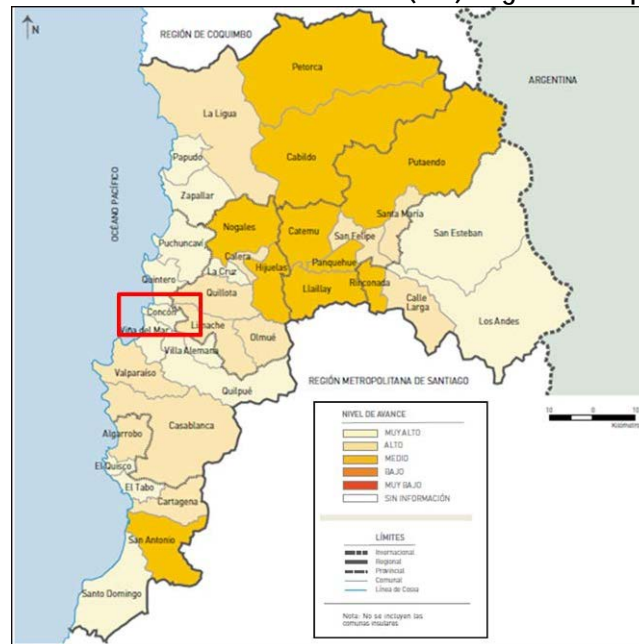 N
REGIÓN DE COQUIMBO
ARGENTINA
OCÉANO PACÍFICO
Petorca
La Ligua
Cabildo
Papudo
Putaendo
Zapallar
Santa María
Nogales
Catemu
San Felipe
San Esteban
Puchuncaví
Calera
La Cruz
Hijuelas
Panquehue
Quintero
Quillota
Llaillay
Rinconada
Calle
Larga
Concón
Limache
Los Andes
Viña del Mar
Olmué
Villa Alemana
Valparaíso
Quilpué
REGIÓN METROPOLITANA DE SANTIAGO
Casablanca
Algarrobo
El Quisco
El Tabo
Cartagena
San Antonio
Santo Domingo
NIVEL DE AVANCE
MUY ALTO
ALTO
MEDIO
BAJO
MUY BAJO
SIN INFORMACIÓN
LÍMITES
Internacional
Regional
Provincial
Comunal
Línea de Costa
Nota: No se incluyen las
comunas insulares